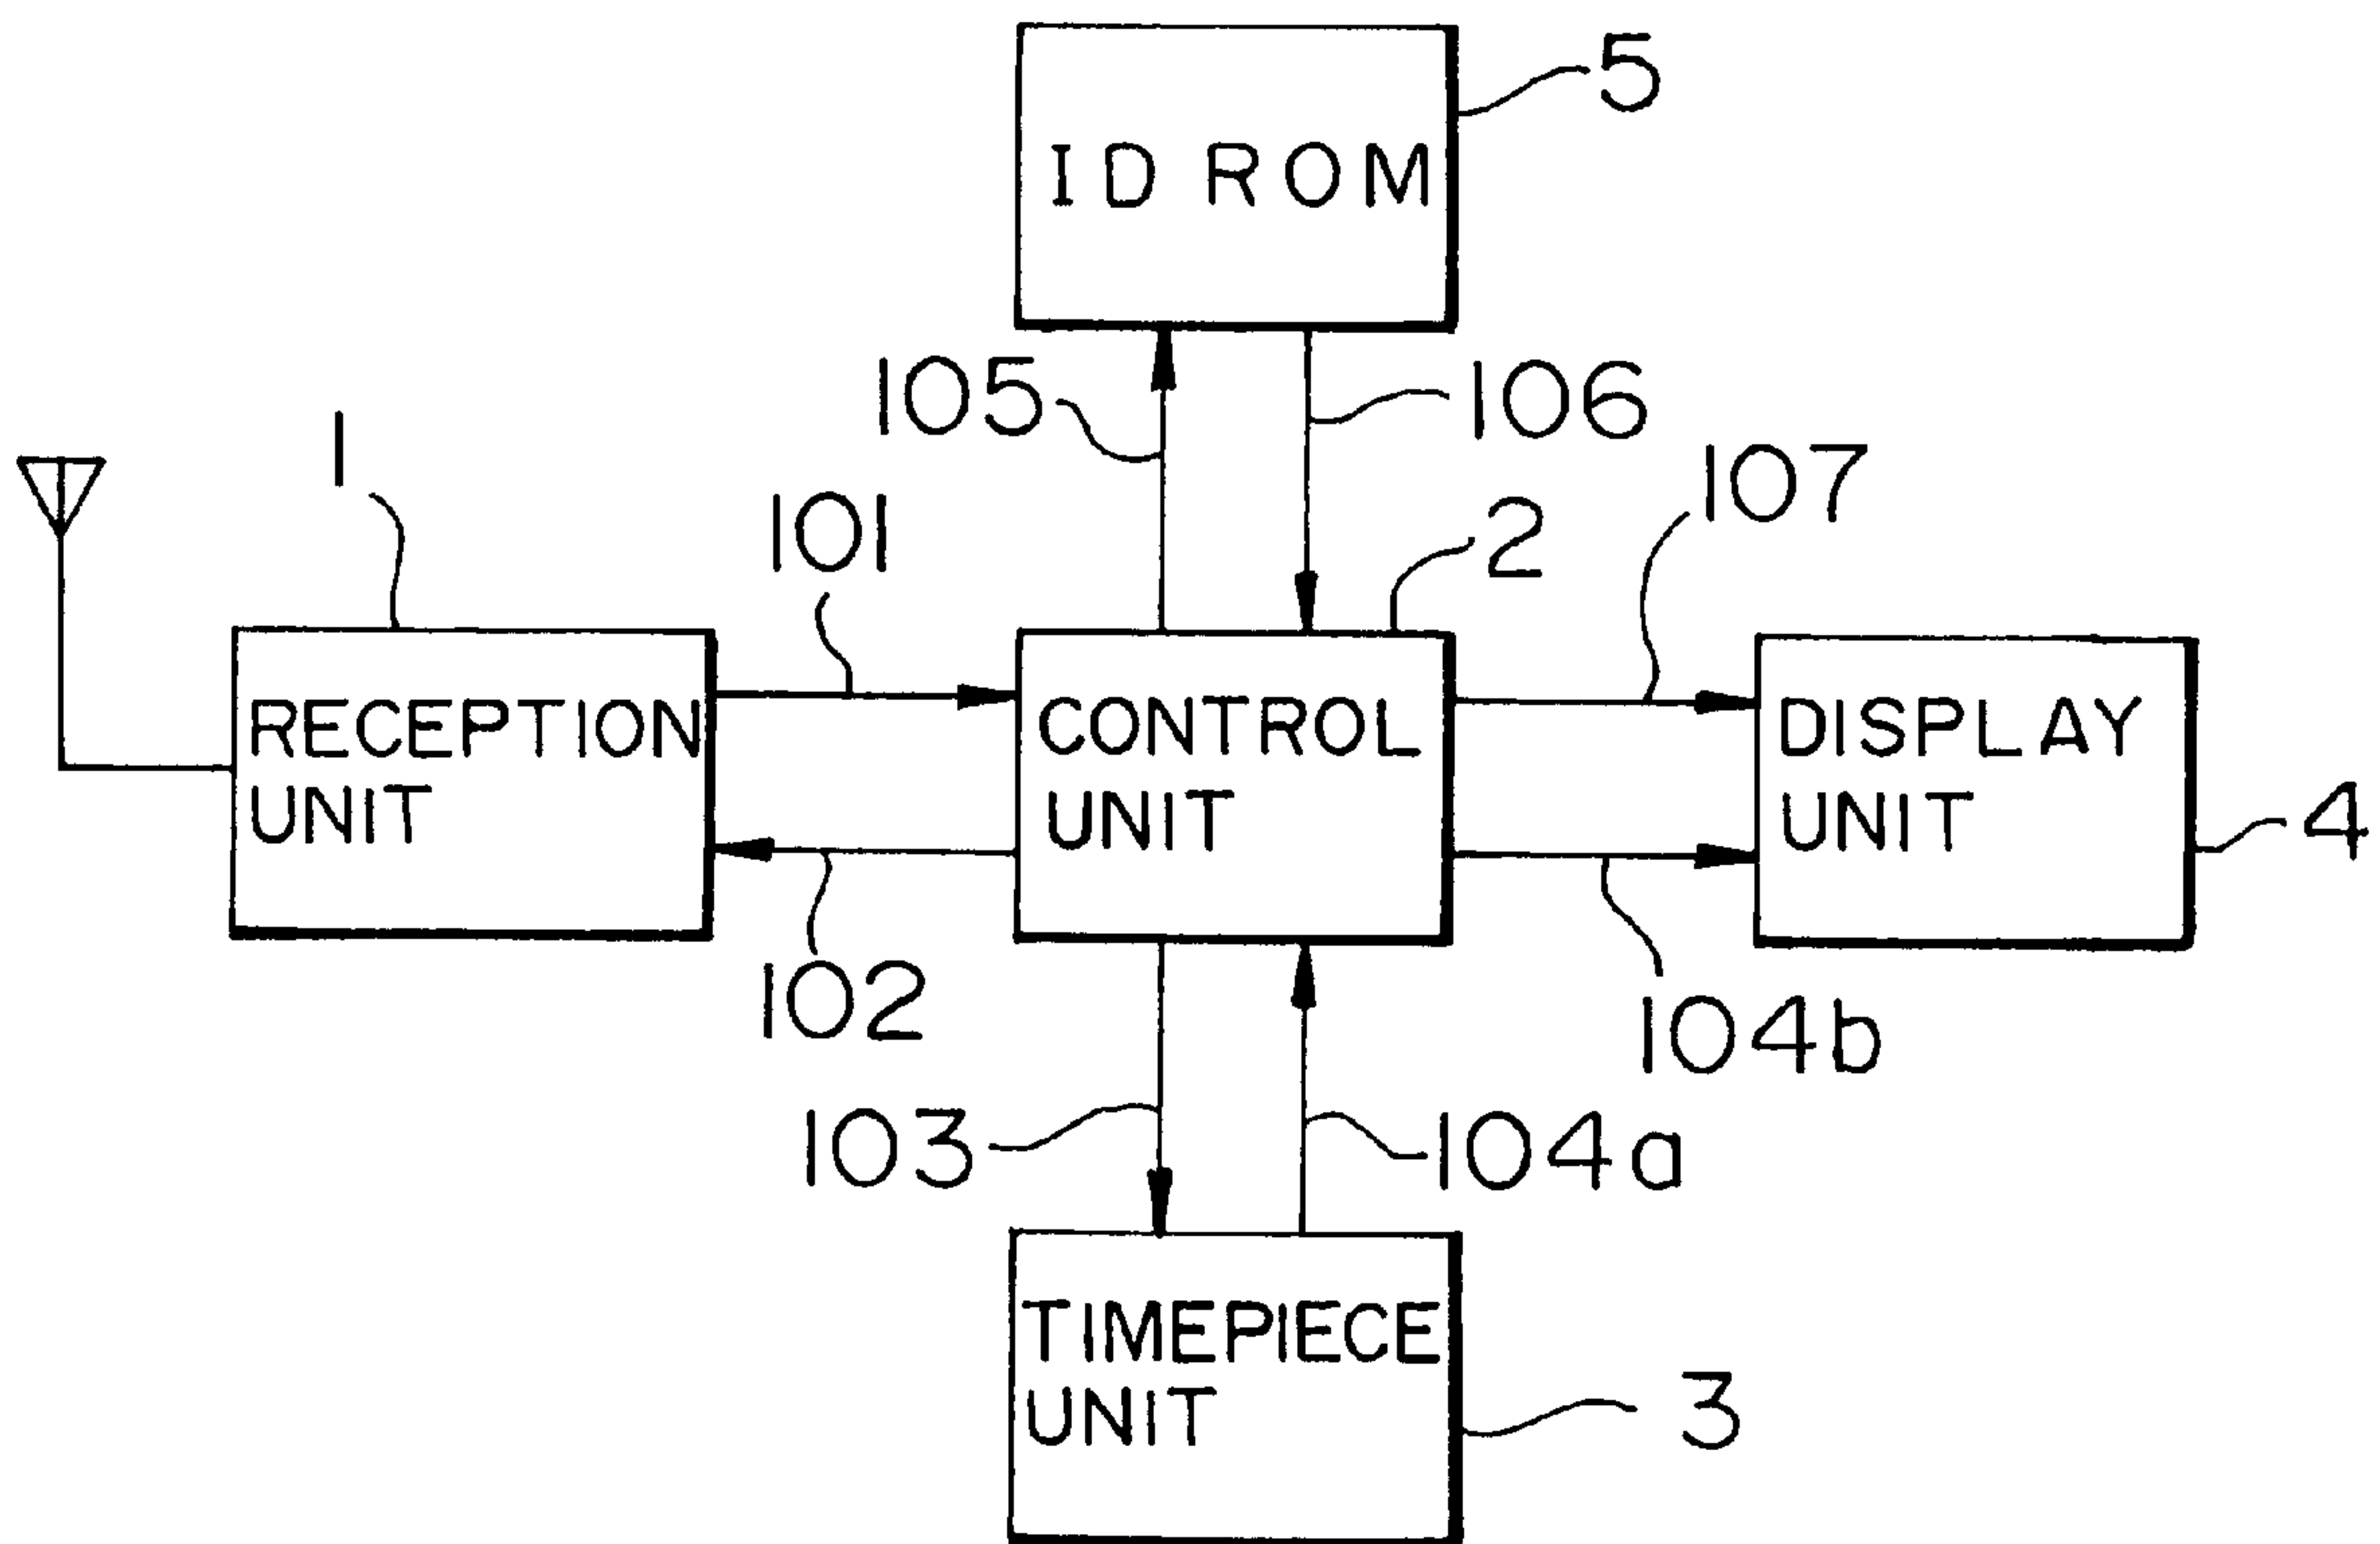 5
ID ROM
105
106
1
107
101
2
RECEPTION
UNIT
CONTROL
UNIT
DISPLAY
UNIT
4
102
104b
103
104a
TIMEPIECE
UNIT
3